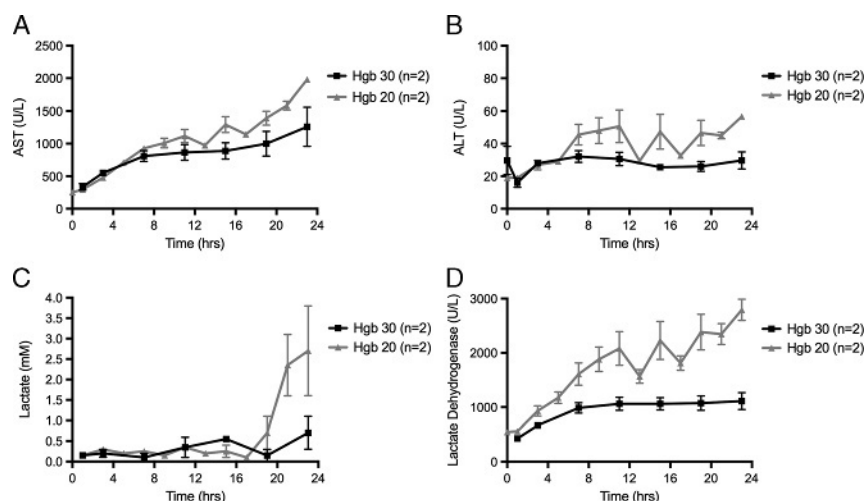 A
AST
(U/L)
2500
2000
1500
1000
500
0
0 4 8 12 16 20 24
Time (hrs)
Hgb 30 (n=2)
Hgb 20 (n=2)
B
ALT
(U/L)
100
80
60
40
20
0
0 4 8 12 16 20 24
Time (hrs)
Hgb 30 (n=2)
Hgb 20 (n=2)
C
Lactate (mM)
4.0
3.5
3.0
2.5
2.0
1.5
1.0
0.5
0.0
0 4 8 12 16 20 24
Time (hrs)
Hgb 30 (n=2)
Hgb 20 (n=2)
D
Lactate Dehydrogenase (U/L)
3000
2000
1000
0
0 4 8 12 16 20 24
Time (hrs)
Hgb 30 (n=2)
Hgb 20 (n=2)